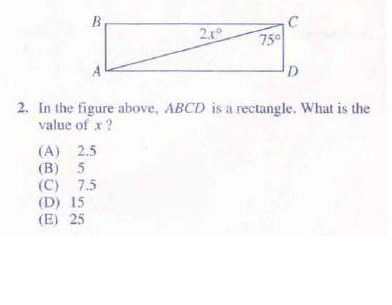 B C
2x°
75°
A D
2. In the figure above, ABCD is a rectangle. What is the
value of x?
(A) 2.5
(B) 5
(C) 7.5
(D) 15
(E) 25